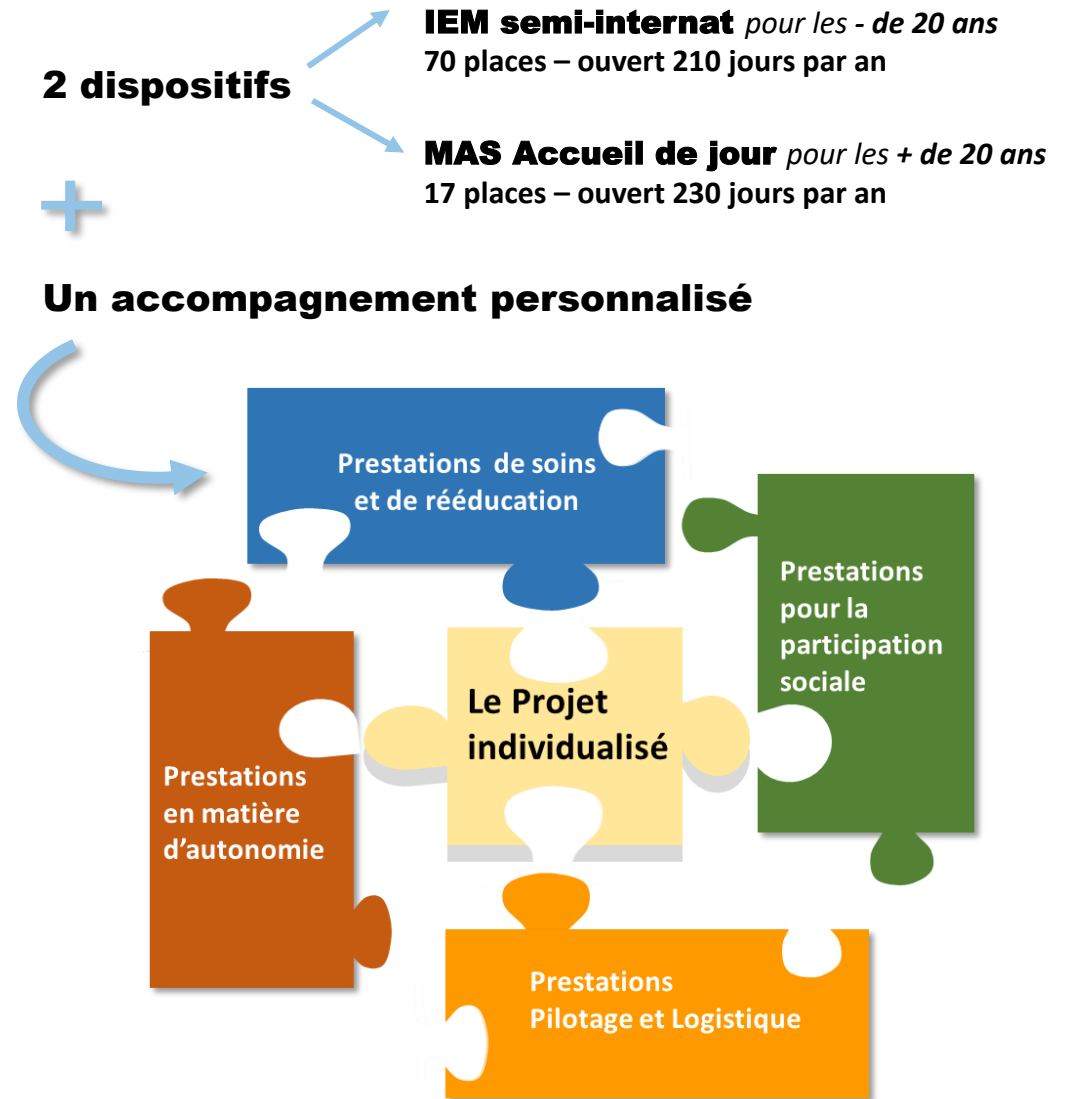 2 dispositifs
IEM semi-internat pour les - de 20 ans
70 places – ouvert 210 jours par an
MAS Accueil de jour pour les + de 20 ans
17 places – ouvert 230 jours par an
+
Un accompagnement personnalisé
Prestations de soins
et de rééducation
Prestations
pour la
participation
sociale
Le Projet
individualisé
Prestations
en matière
d’autonomie
Prestations
Pilotage et Logistique